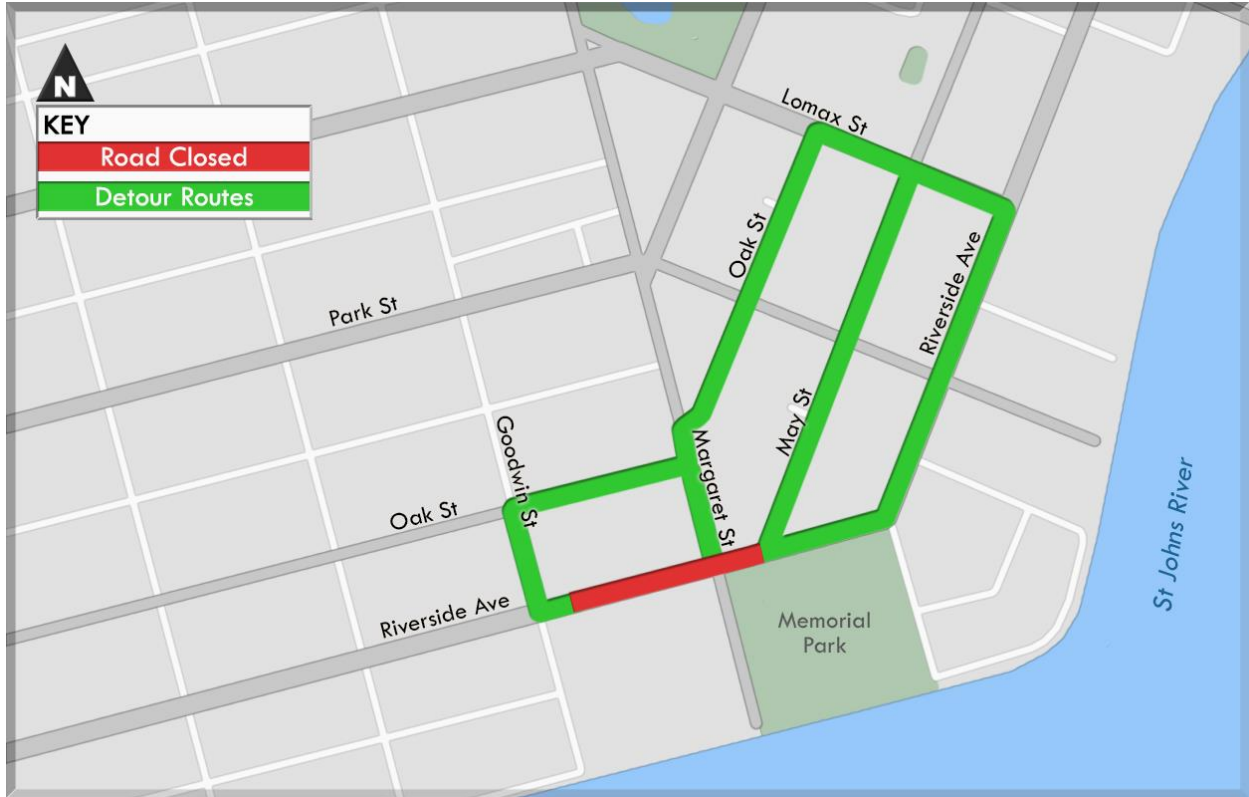 N
KEY
Road Closed
Detour Routes
Lomax St
Oak St
Riverside Ave
Park St
May St
Goodwin St
Margaret St
Oak St
St Johns River
Riverside Ave
Memorial
Park